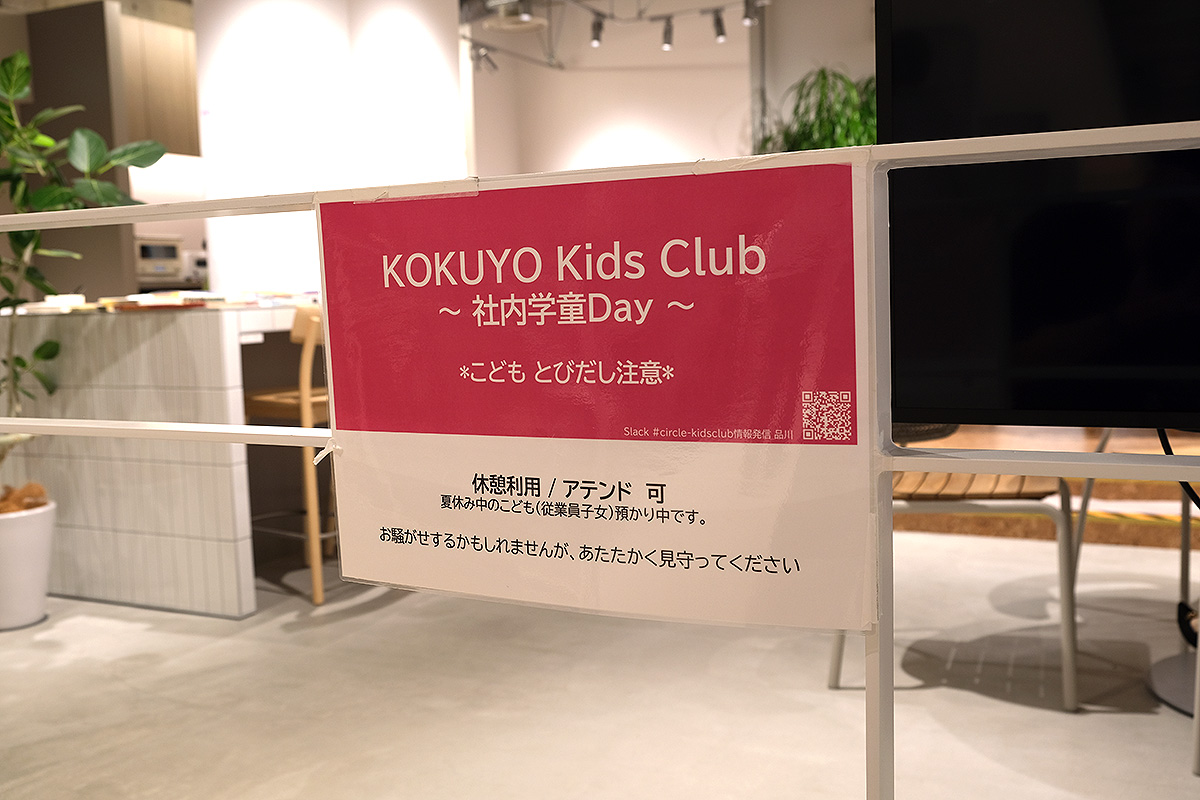 KOKUYO Kids Club
～ 社内学童Day ～
*こども とびだし注意*
Slack #circle-kidsclub情報発信 品川
休憩利用 / アテンド 可
夏休み中のこども(従業員子女)預かり中です。
お騒がせするかもしれませんが、あたたかく見守ってください